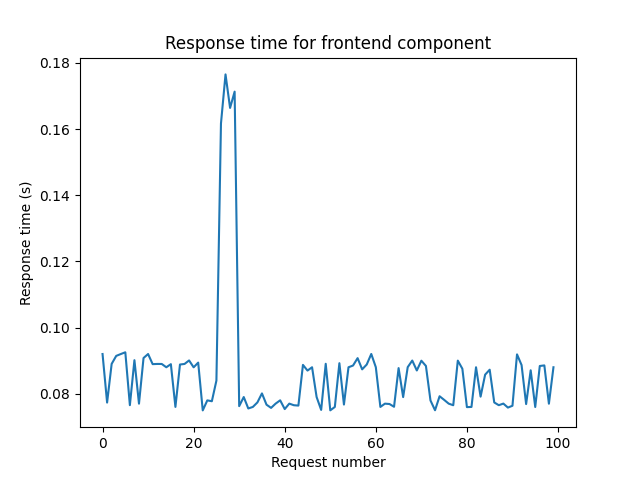 Response time for frontend component
0.18
0.16
0.14
0.12
0.10
0.08
Response time (s)
0 20 40 60 80 100
Request number